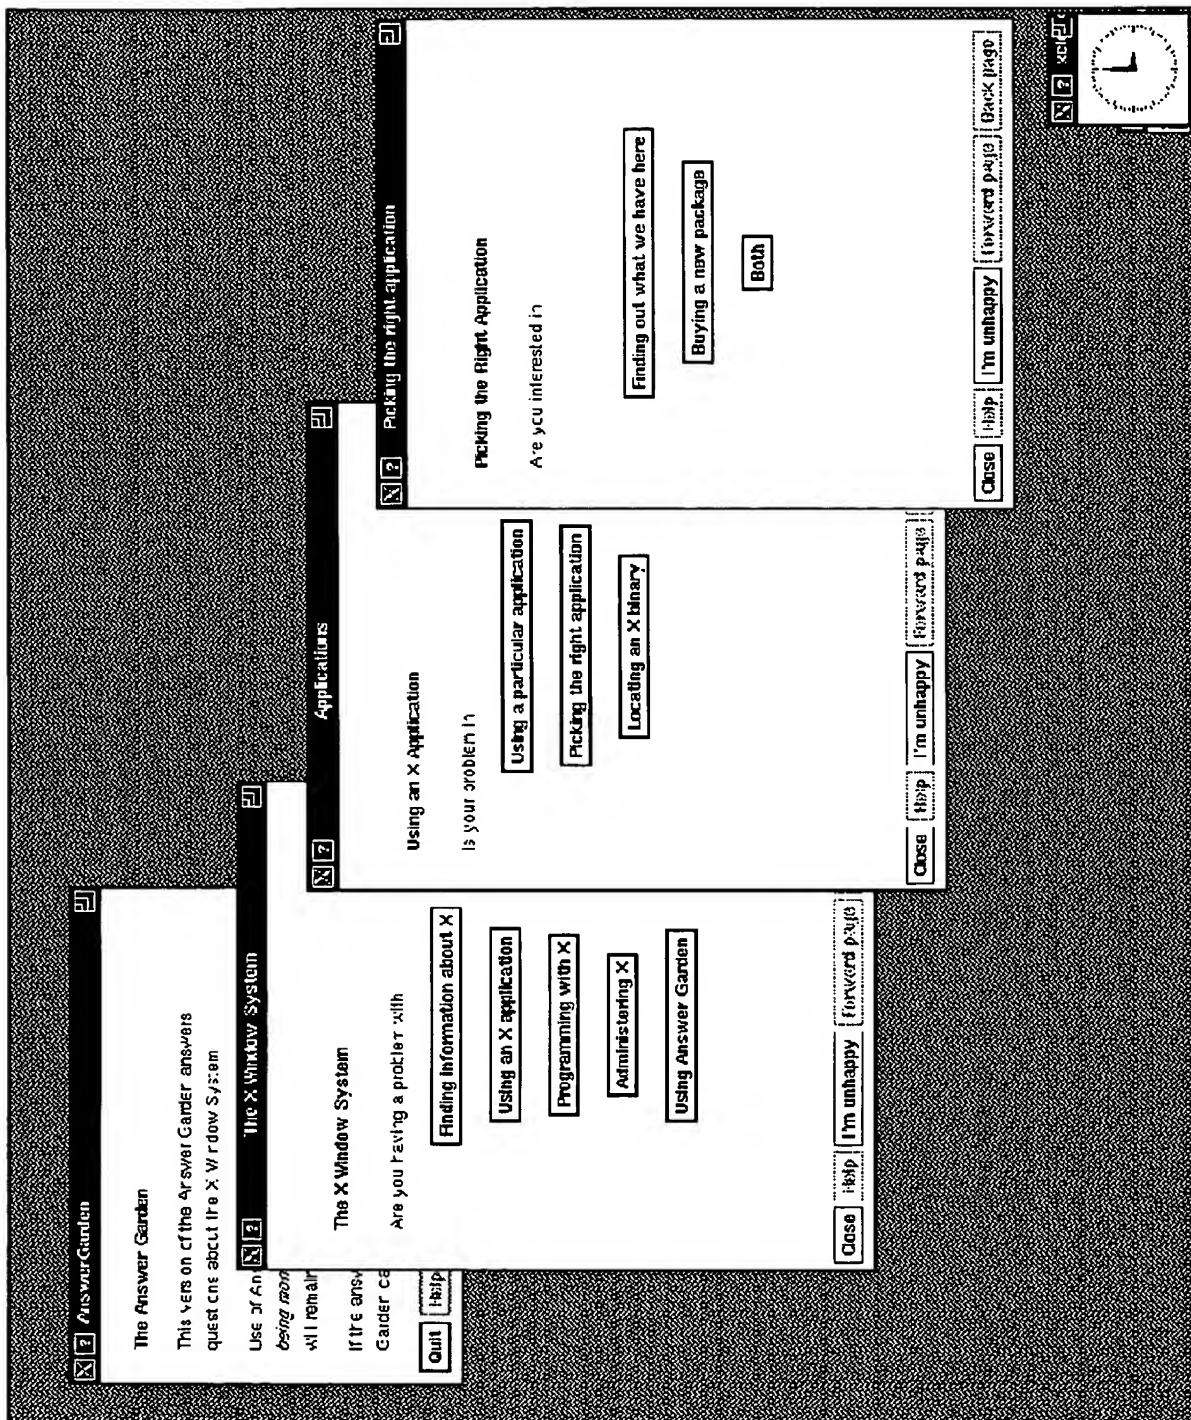 X ? AnswerGarden
The Answer Garden
This version of the Answer Garden answers
questions about the X Window System
Use of An
being mon
will remain
If the answ
Garden ca
Quit Help
X ? The X Window System
The X Window System
Are you having a problem with
Finding information about X
Using an X application
Programming with X
Administering X
Using Answer Garden
Close Help I'm unhappy Forward page
X ? Applications
Using an X Application
Is your problem in
Using a particular application
Picking the right application
Locating an X binary
Close Help I'm unhappy Forward page
X ? Picking the right application
Picking the Right Application
Are you interested in
Finding out what we have here
Buying a new package
Both
Close Help I'm unhappy Forward page Back page
X ? xclo